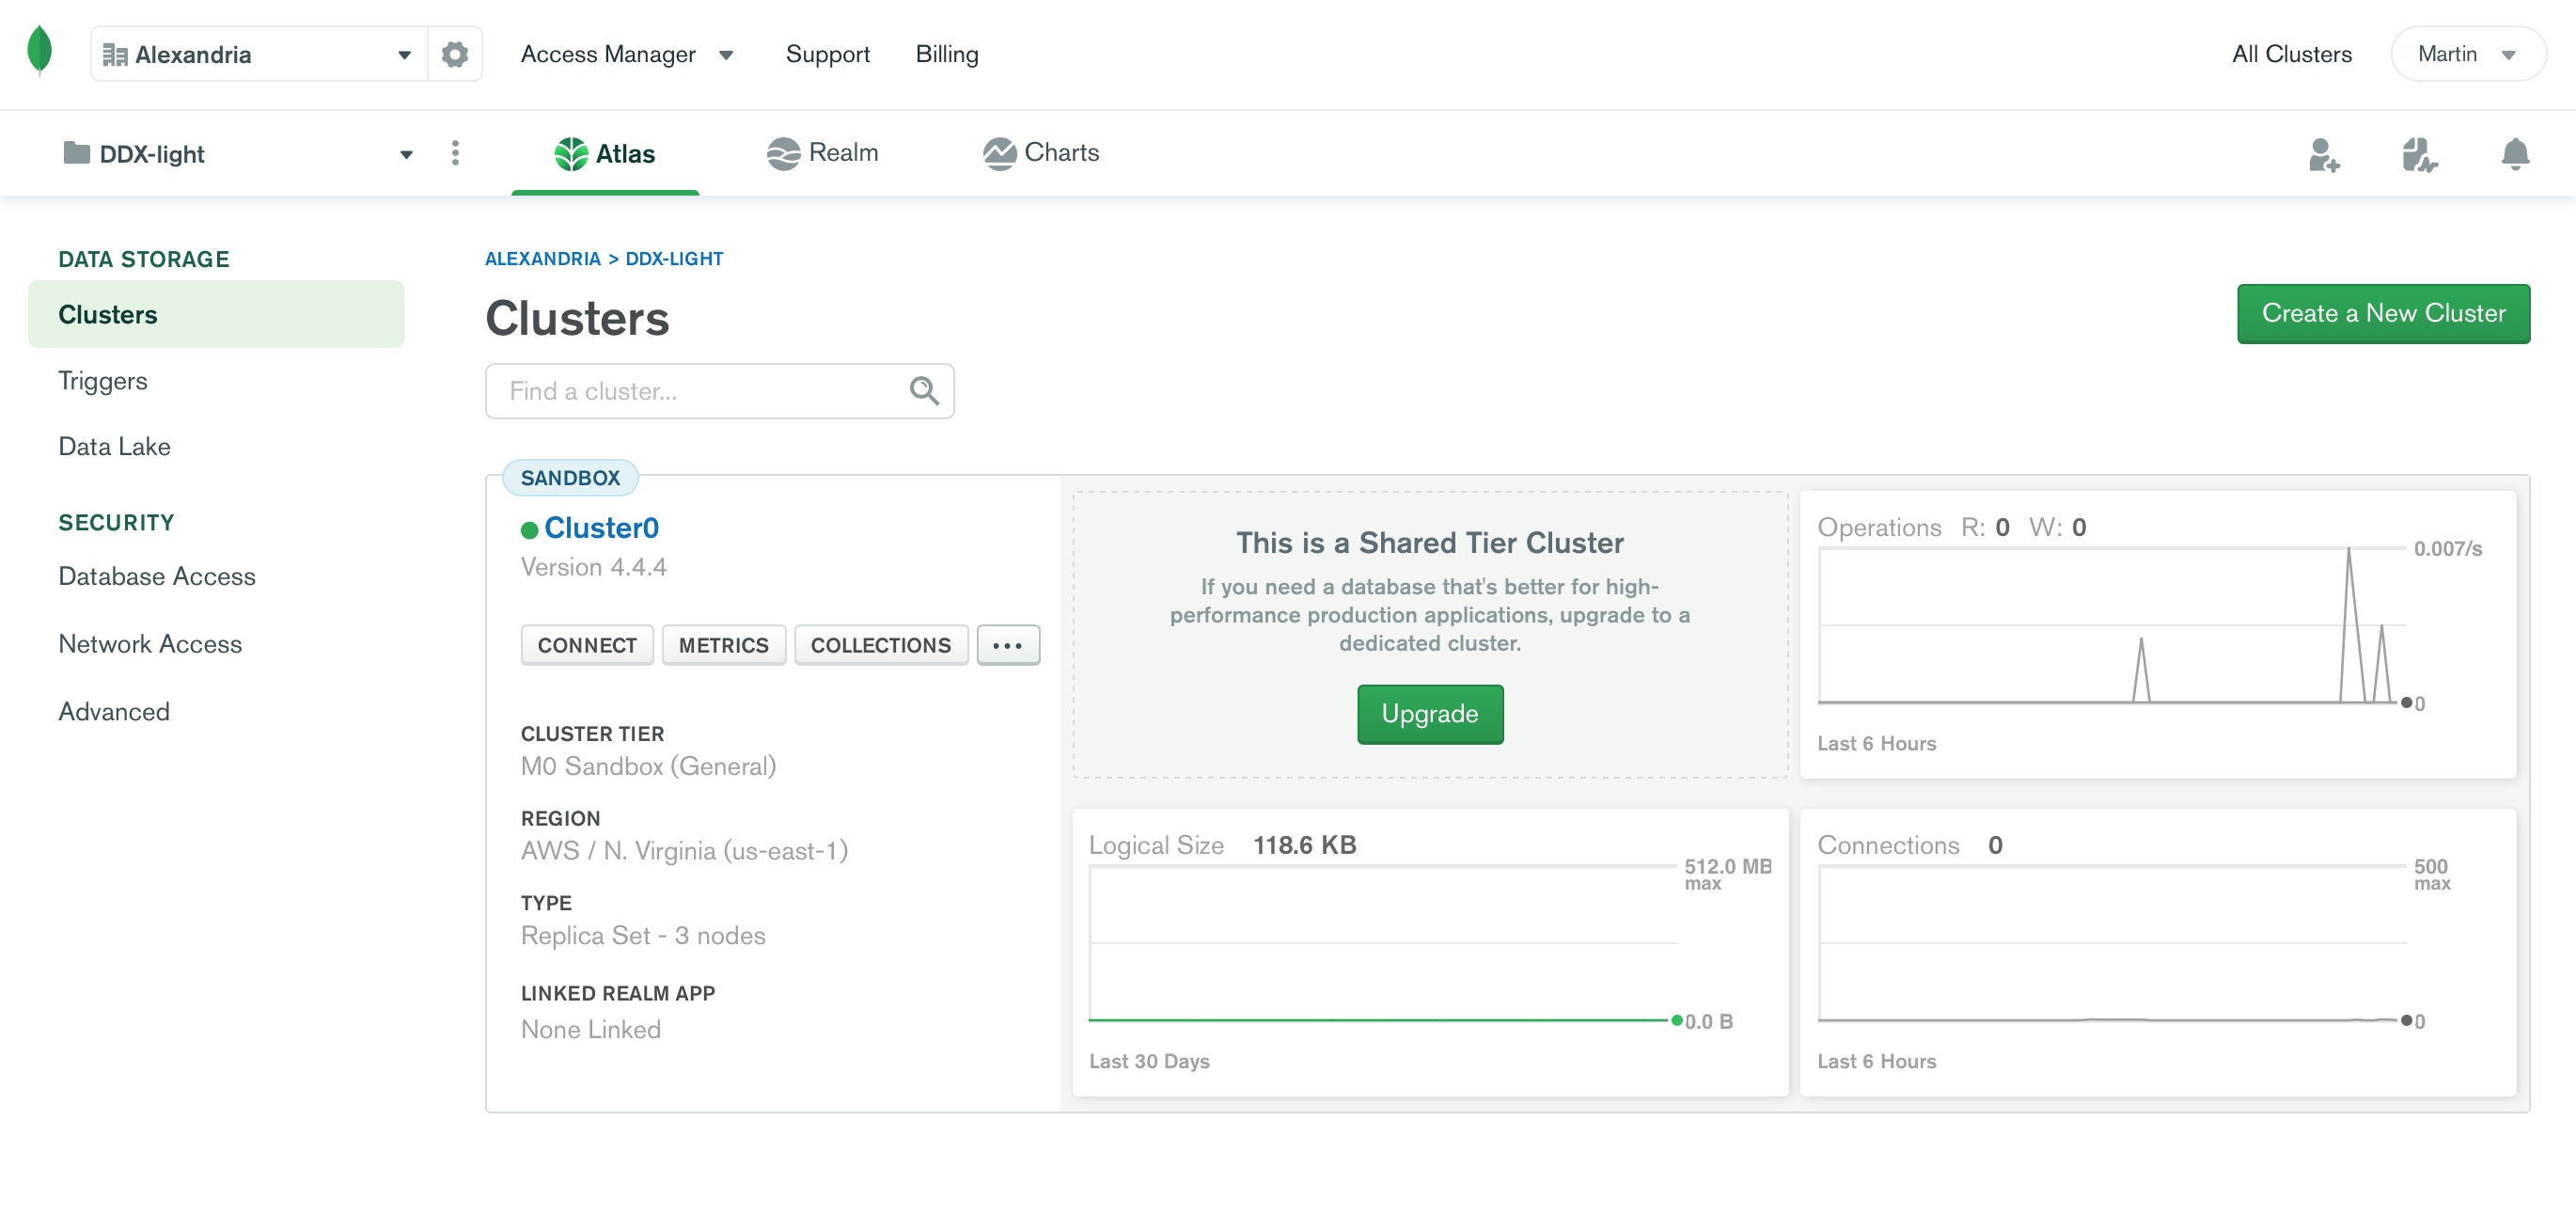 Alexandria
Access Manager
Support
Billing
All Clusters
Martin
DDX-light
Atlas
Realm
Charts
DATA STORAGE
Clusters
Triggers
Data Lake
SECURITY
Database Access
Network Access
Advanced
ALEXANDRIA > DDX-LIGHT
Clusters
Create a New Cluster
Find a cluster...
SANDBOX
Cluster0
Version 4.4.4
CONNECT
METRICS
COLLECTIONS
CLUSTER TIER
M0 Sandbox (General)
REGION
AWS / N. Virginia (us-east-1)
TYPE
Replica Set - 3 nodes
LINKED REALM APP
None Linked
This is a Shared Tier Cluster
If you need a database that's better for high-
performance production applications, upgrade to a
dedicated cluster.
Upgrade
Operations R: 0 W: 0
0.007/s
0
Last 6 Hours
Logical Size 118.6 KB
512.0 MB
max
0.0 B
Last 30 Days
Connections 0
500
max
0
Last 6 Hours